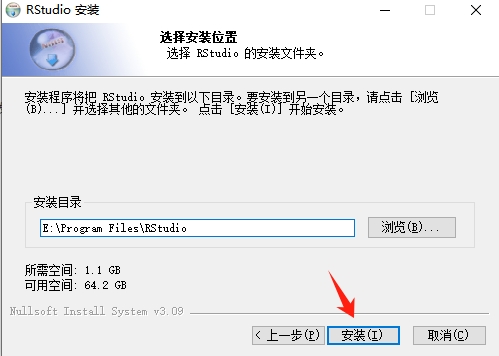 RStudio 安装
选择安装位置
选择 RStudio 的安装文件夹。
安装程序将把 RStudio 安装到以下目录。要安装到另一个目录，请点击 [浏览
(B)...] 并选择其他的文件夹。 点击 [安装(I)] 开始安装。
安装目录
E:\Program Files\RStudio
浏览(B)...
所需空间: 1.1 GB
可用空间: 64.2 GB
Nullsoft Install System v3.09
< 上一步(P)
安装(I)
取消(C)